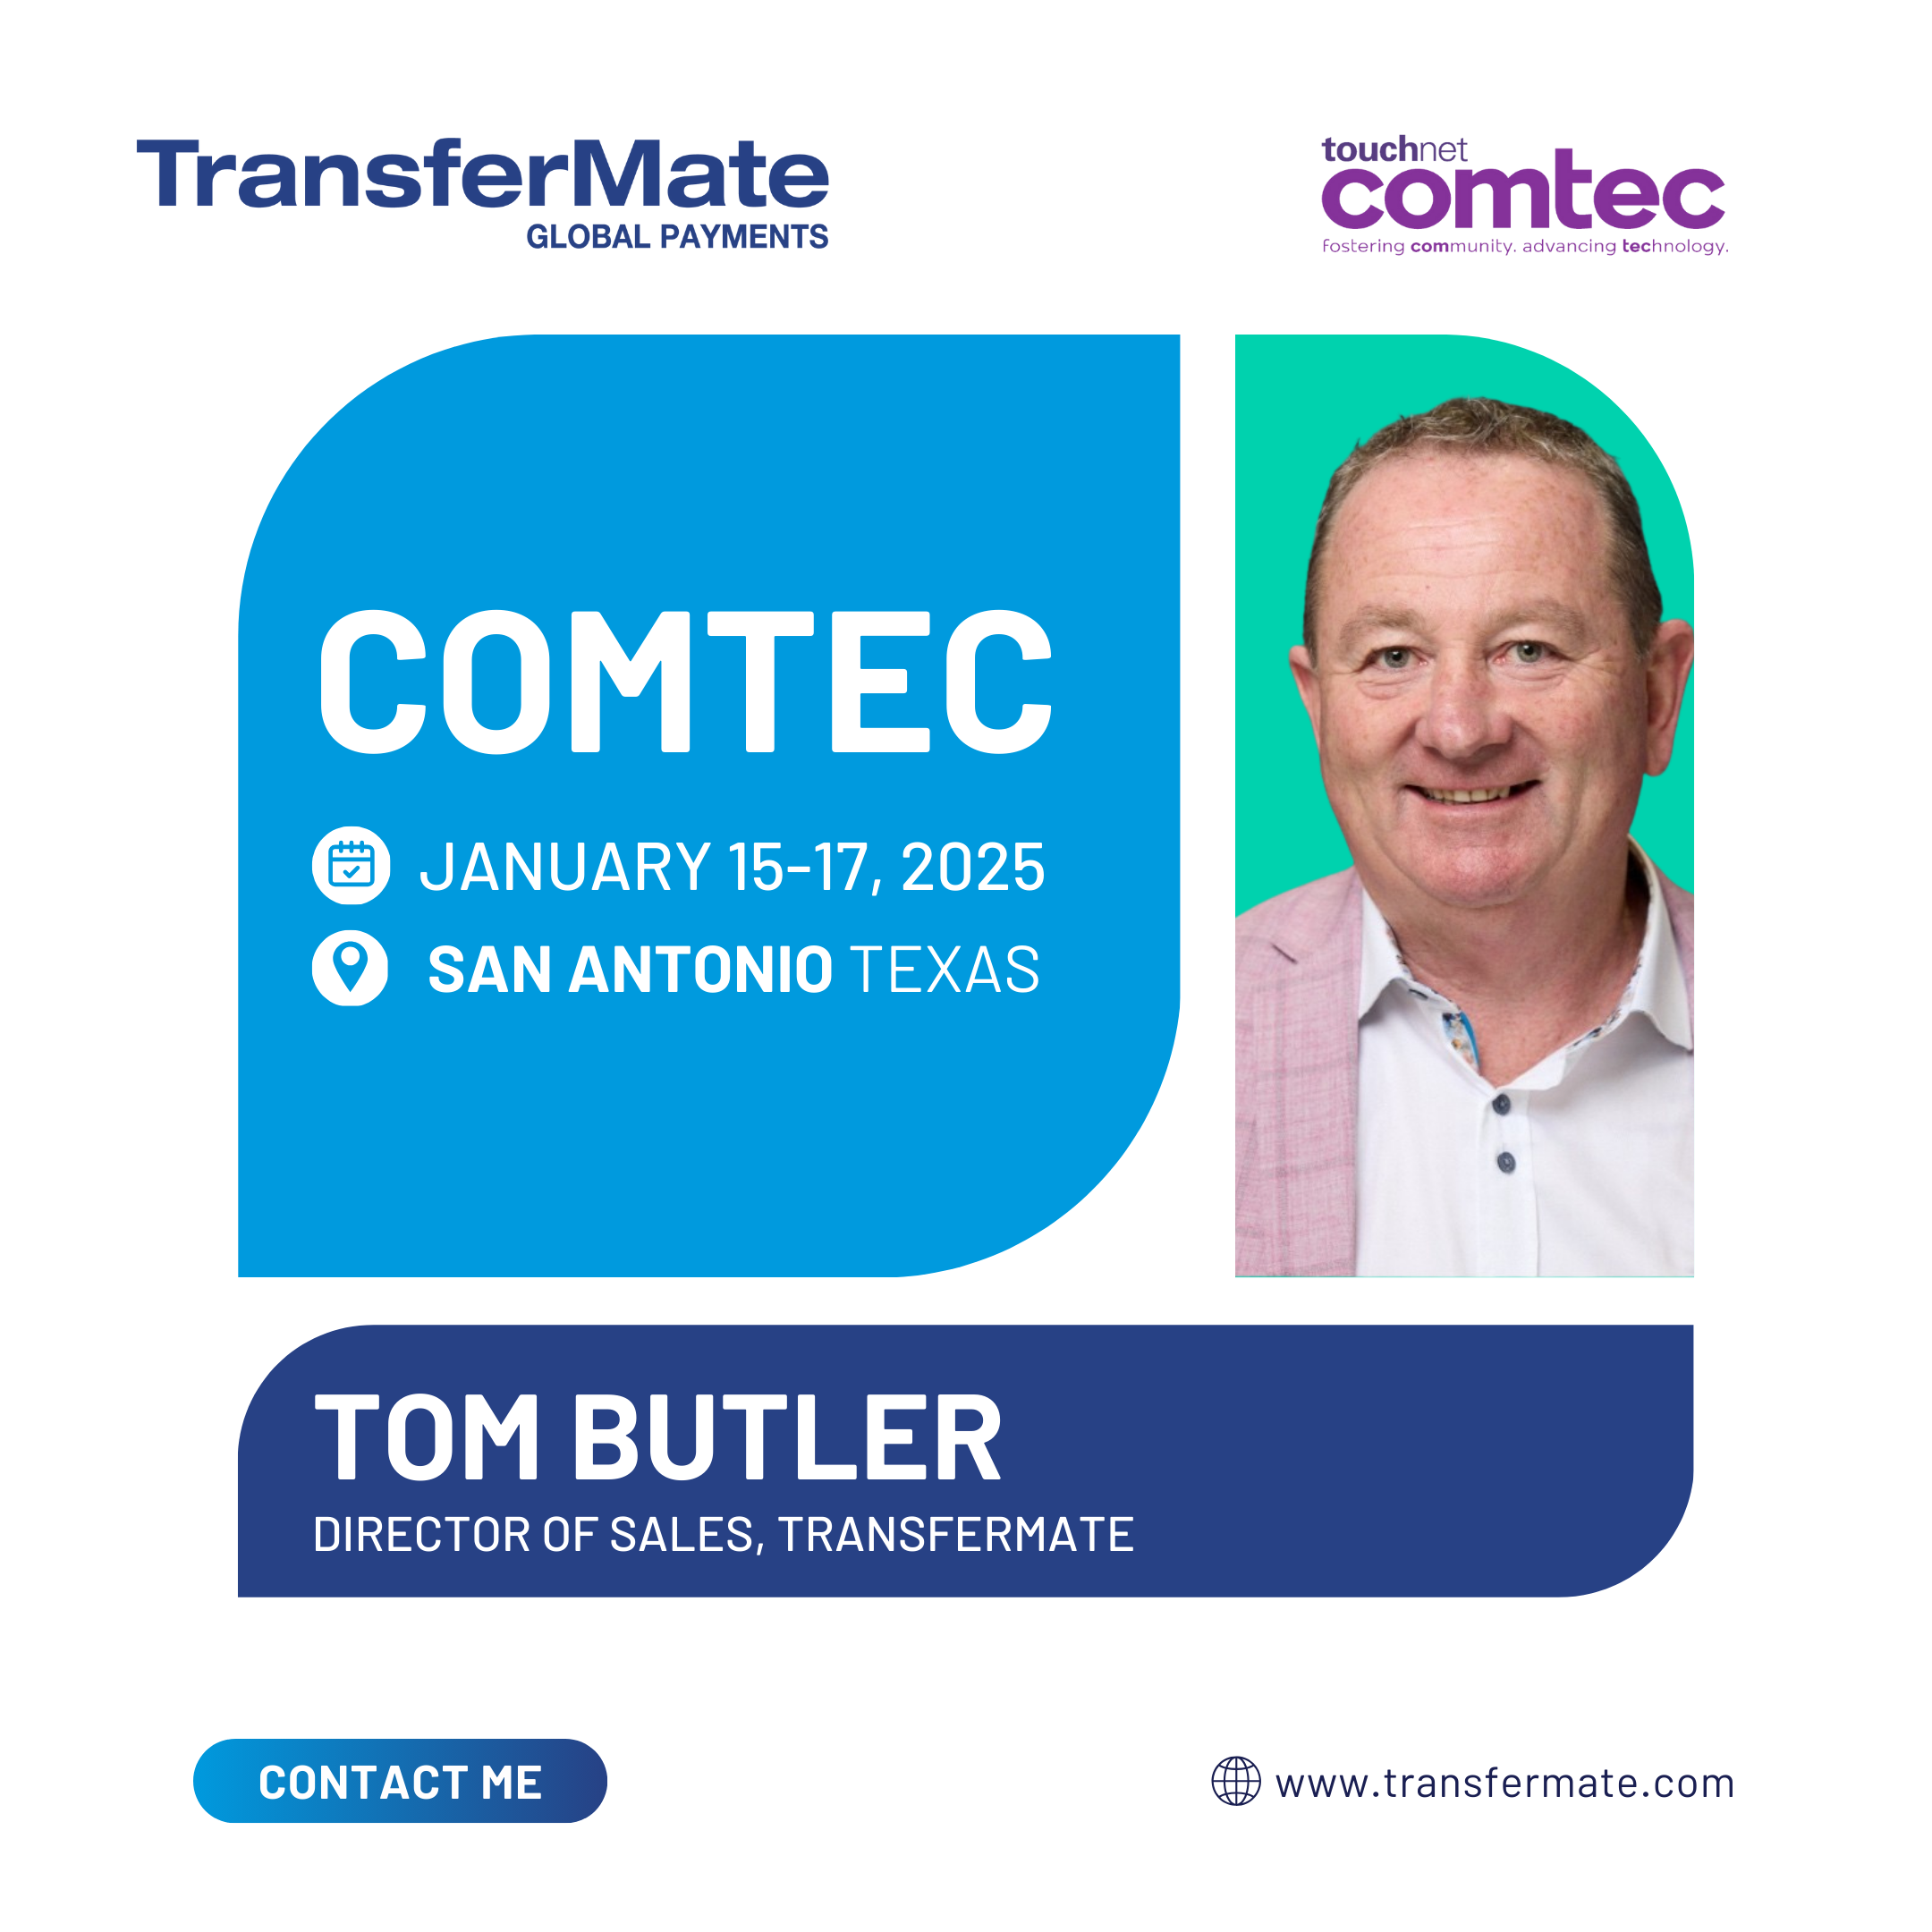 TransferMate
GLOBAL PAYMENTS
touchnet
comtec
fostering community. advancing technology.
COMTEC
JANUARY 15-17, 2025
SAN ANTONIO TEXAS
TOM BUTLER
DIRECTOR OF SALES, TRANSFERMATE
CONTACT ME
www.transfermate.com